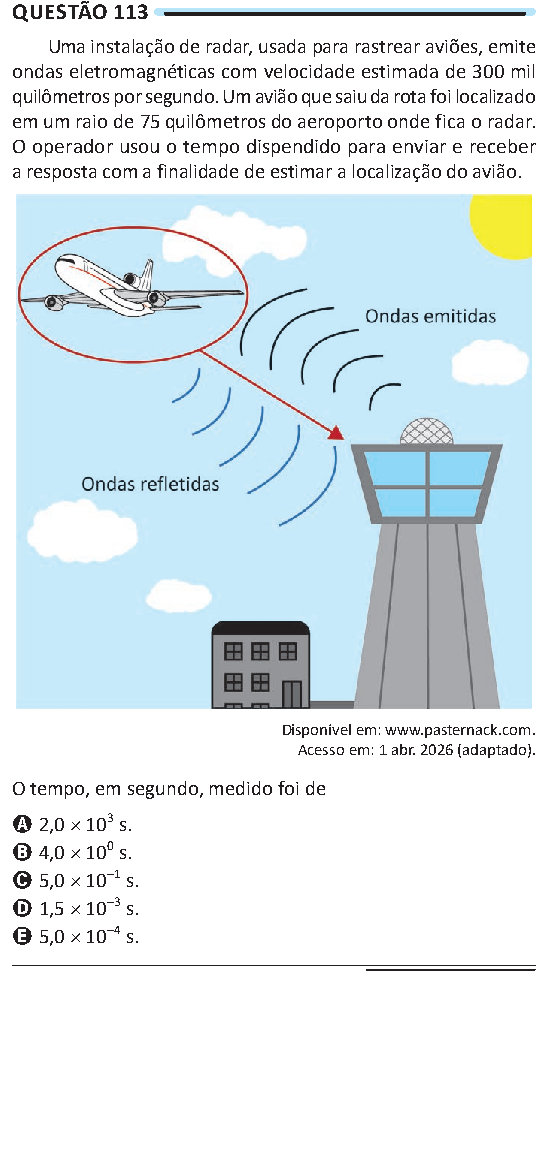 QUESTÃO 113
Uma instalação de radar, usada para rastrear aviões, emite
ondas eletromagnéticas com velocidade estimada de 300 mil
quilômetros por segundo. Um avião que saiu da rota foi localizado
em um raio de 75 quilômetros do aeroporto onde fica o radar.
O operador usou o tempo dispendido para enviar e receber
a resposta com a finalidade de estimar a localização do avião.
Ondas emitidas
Ondas refletidas
Disponível em: www.pasternack.com.
Acesso em: 1 abr. 2026 (adaptado).
O tempo, em segundo, medido foi de
A 2,0 × 10³ s.
B 4,0 × 10⁰ s.
C 5,0 × 10⁻¹ s.
D 1,5 × 10⁻³ s.
E 5,0 × 10⁻⁴ s.